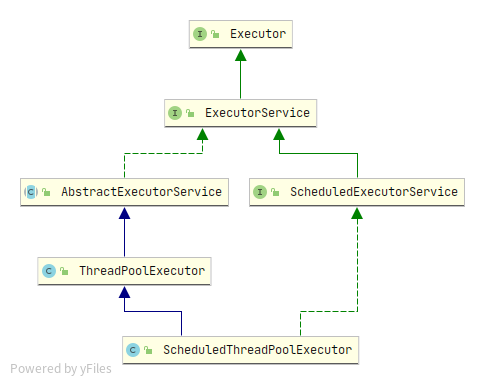 I Executor
I ExecutorService
C AbstractExecutorService
I ScheduledExecutorService
C ThreadPoolExecutor
C ScheduledThreadPoolExecutor
Powered by yFiles